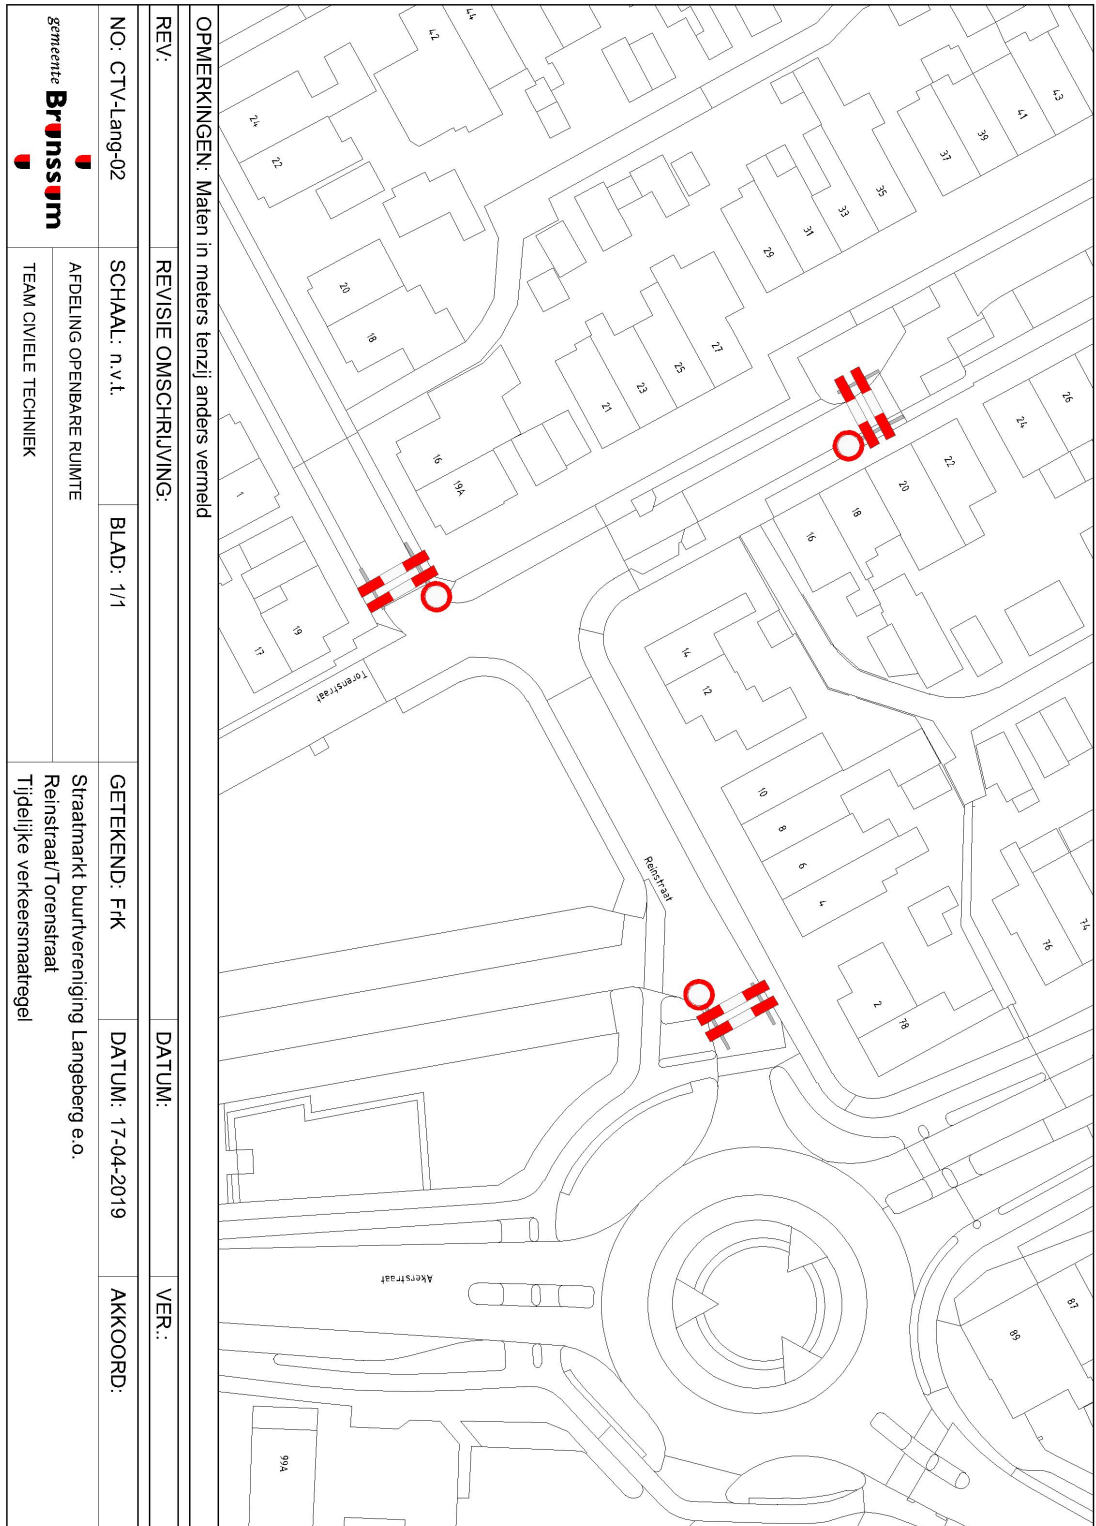 44
42
24
22
20
18
16
19A
1
19
17
Torenstraat
43
41
39
37
35
33
31
29
27
25
23
21
26
24
22
20
18
16
14
12
10
8
6
4
2
78
76
74
Reinstraat
Akerstraat
87
89
99A
OPMERKINGEN: Maten in meters tenzij anders vermeld
REV: REVISIE OMSCHRIJVING: DATUM: VER.:
NO: CTV-Lang-02 SCHAAL: n.v.t. BLAD: 1/1 GETEKEND: FrK DATUM: 17-04-2019 AKKOORD:
gemeente Brunssum
AFDELING OPENBARE RUIMTE
TEAM CIVIELE TECHNIEK
Straatmarkt buurtvereniging Langeberg e.o.
Reinstraat/Torenstraat
Tijdelijke verkeersmaatregel